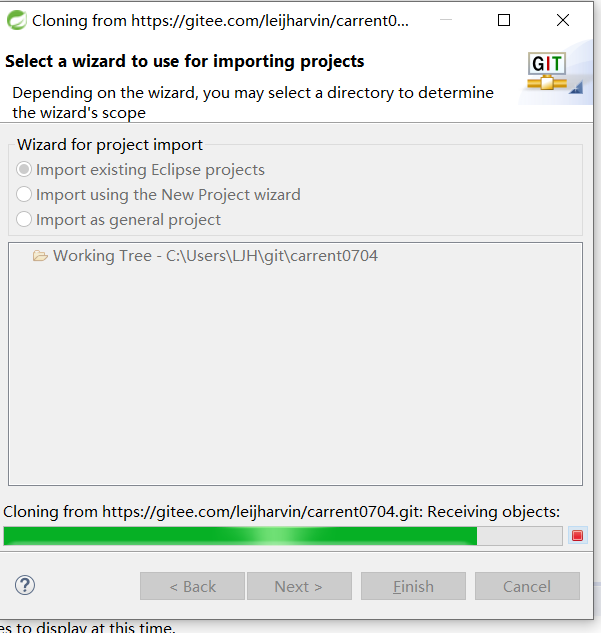 Cloning from https://gitee.com/leijharvin/carrent0...
Select a wizard to use for importing projects
GIT
Depending on the wizard, you may select a directory to determine
the wizard's scope
Wizard for project import
Import existing Eclipse projects
Import using the New Project wizard
Import as general project
Working Tree - C:\Users\LJH\git\carrent0704
Cloning from https://gitee.com/leijharvin/carrent0704.git: Receiving objects:
?
< Back
Next >
Finish
Cancel
es to display at this time.